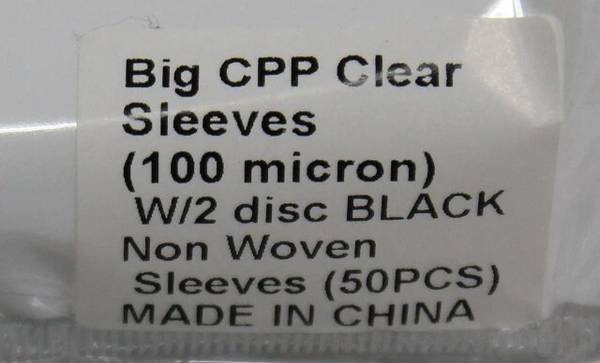 Big CPP Clear
Sleeves
(100 micron)
W/2 disc BLACK
Non Woven
Sleeves (50PCS)
MADE IN CHINA